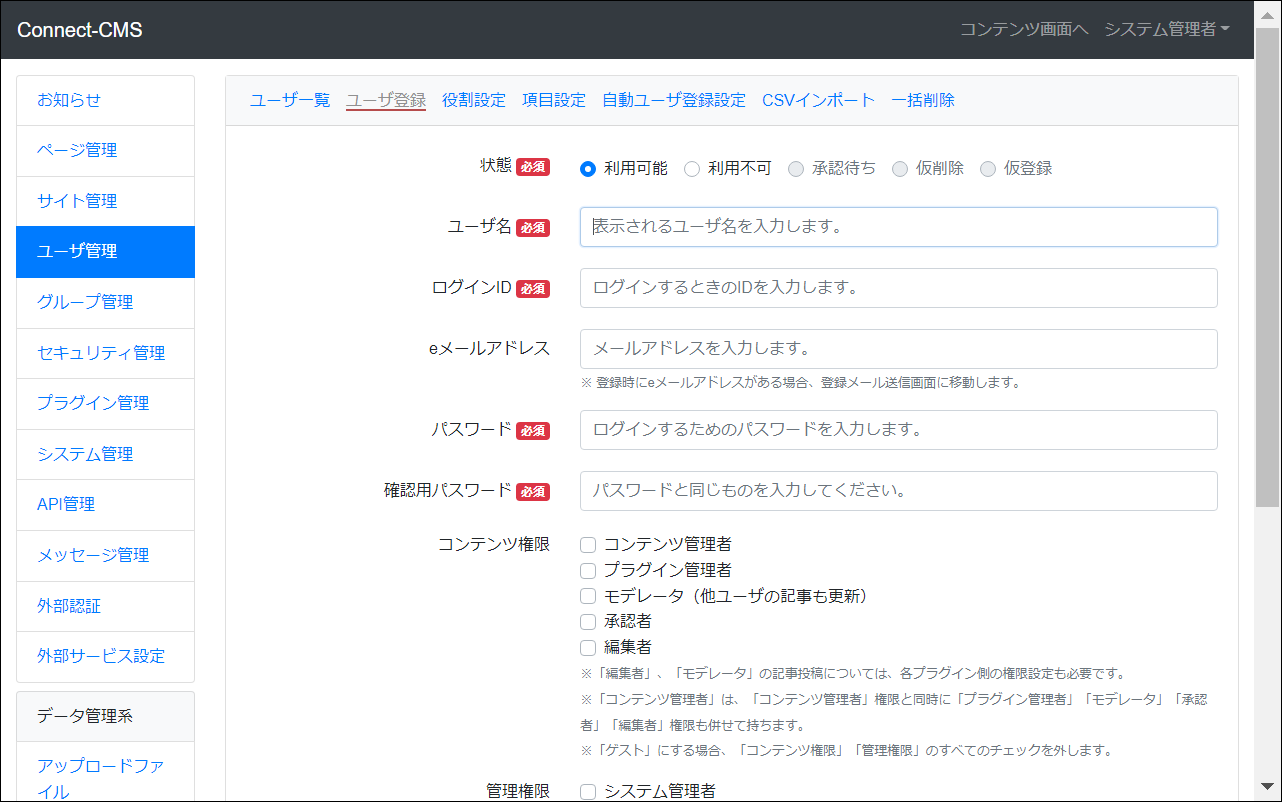 Connect-CMS
コンテンツ画面へ システム管理者
お知らせ
ページ管理
サイト管理
ユーザ管理
グループ管理
セキュリティ管理
プラグイン管理
システム管理
API管理
メッセージ管理
外部認証
外部サービス設定
データ管理系
アップロードファ
イル
ユーザ一覧 ユーザ登録 役割設定 項目設定 自動ユーザ登録設定 CSVインポート 一括削除
状態 必須 利用可能 利用不可 承認待ち 仮削除 仮登録
ユーザ名 必須 表示されるユーザ名を入力します。
ログインID 必須 ログインするときのIDを入力します。
eメールアドレス メールアドレスを入力します。
※ 登録時にeメールアドレスがある場合、登録メール送信画面に移動します。
パスワード 必須 ログインするためのパスワードを入力します。
確認用パスワード 必須 パスワードと同じものを入力してください。
コンテンツ権限 コンテンツ管理者
プラグイン管理者
モデレータ（他ユーザの記事も更新）
承認者
編集者
※「編集者」、「モデレータ」の記事投稿については、各プラグイン側の権限設定も必要です。
※「コンテンツ管理者」は、「コンテンツ管理者」権限と同時に「プラグイン管理者」「モデレータ」「承認
者」「編集者」権限も併せて持ちます。
※「ゲスト」にする場合、「コンテンツ権限」「管理権限」のすべてのチェックを外します。
管理権限 システム管理者